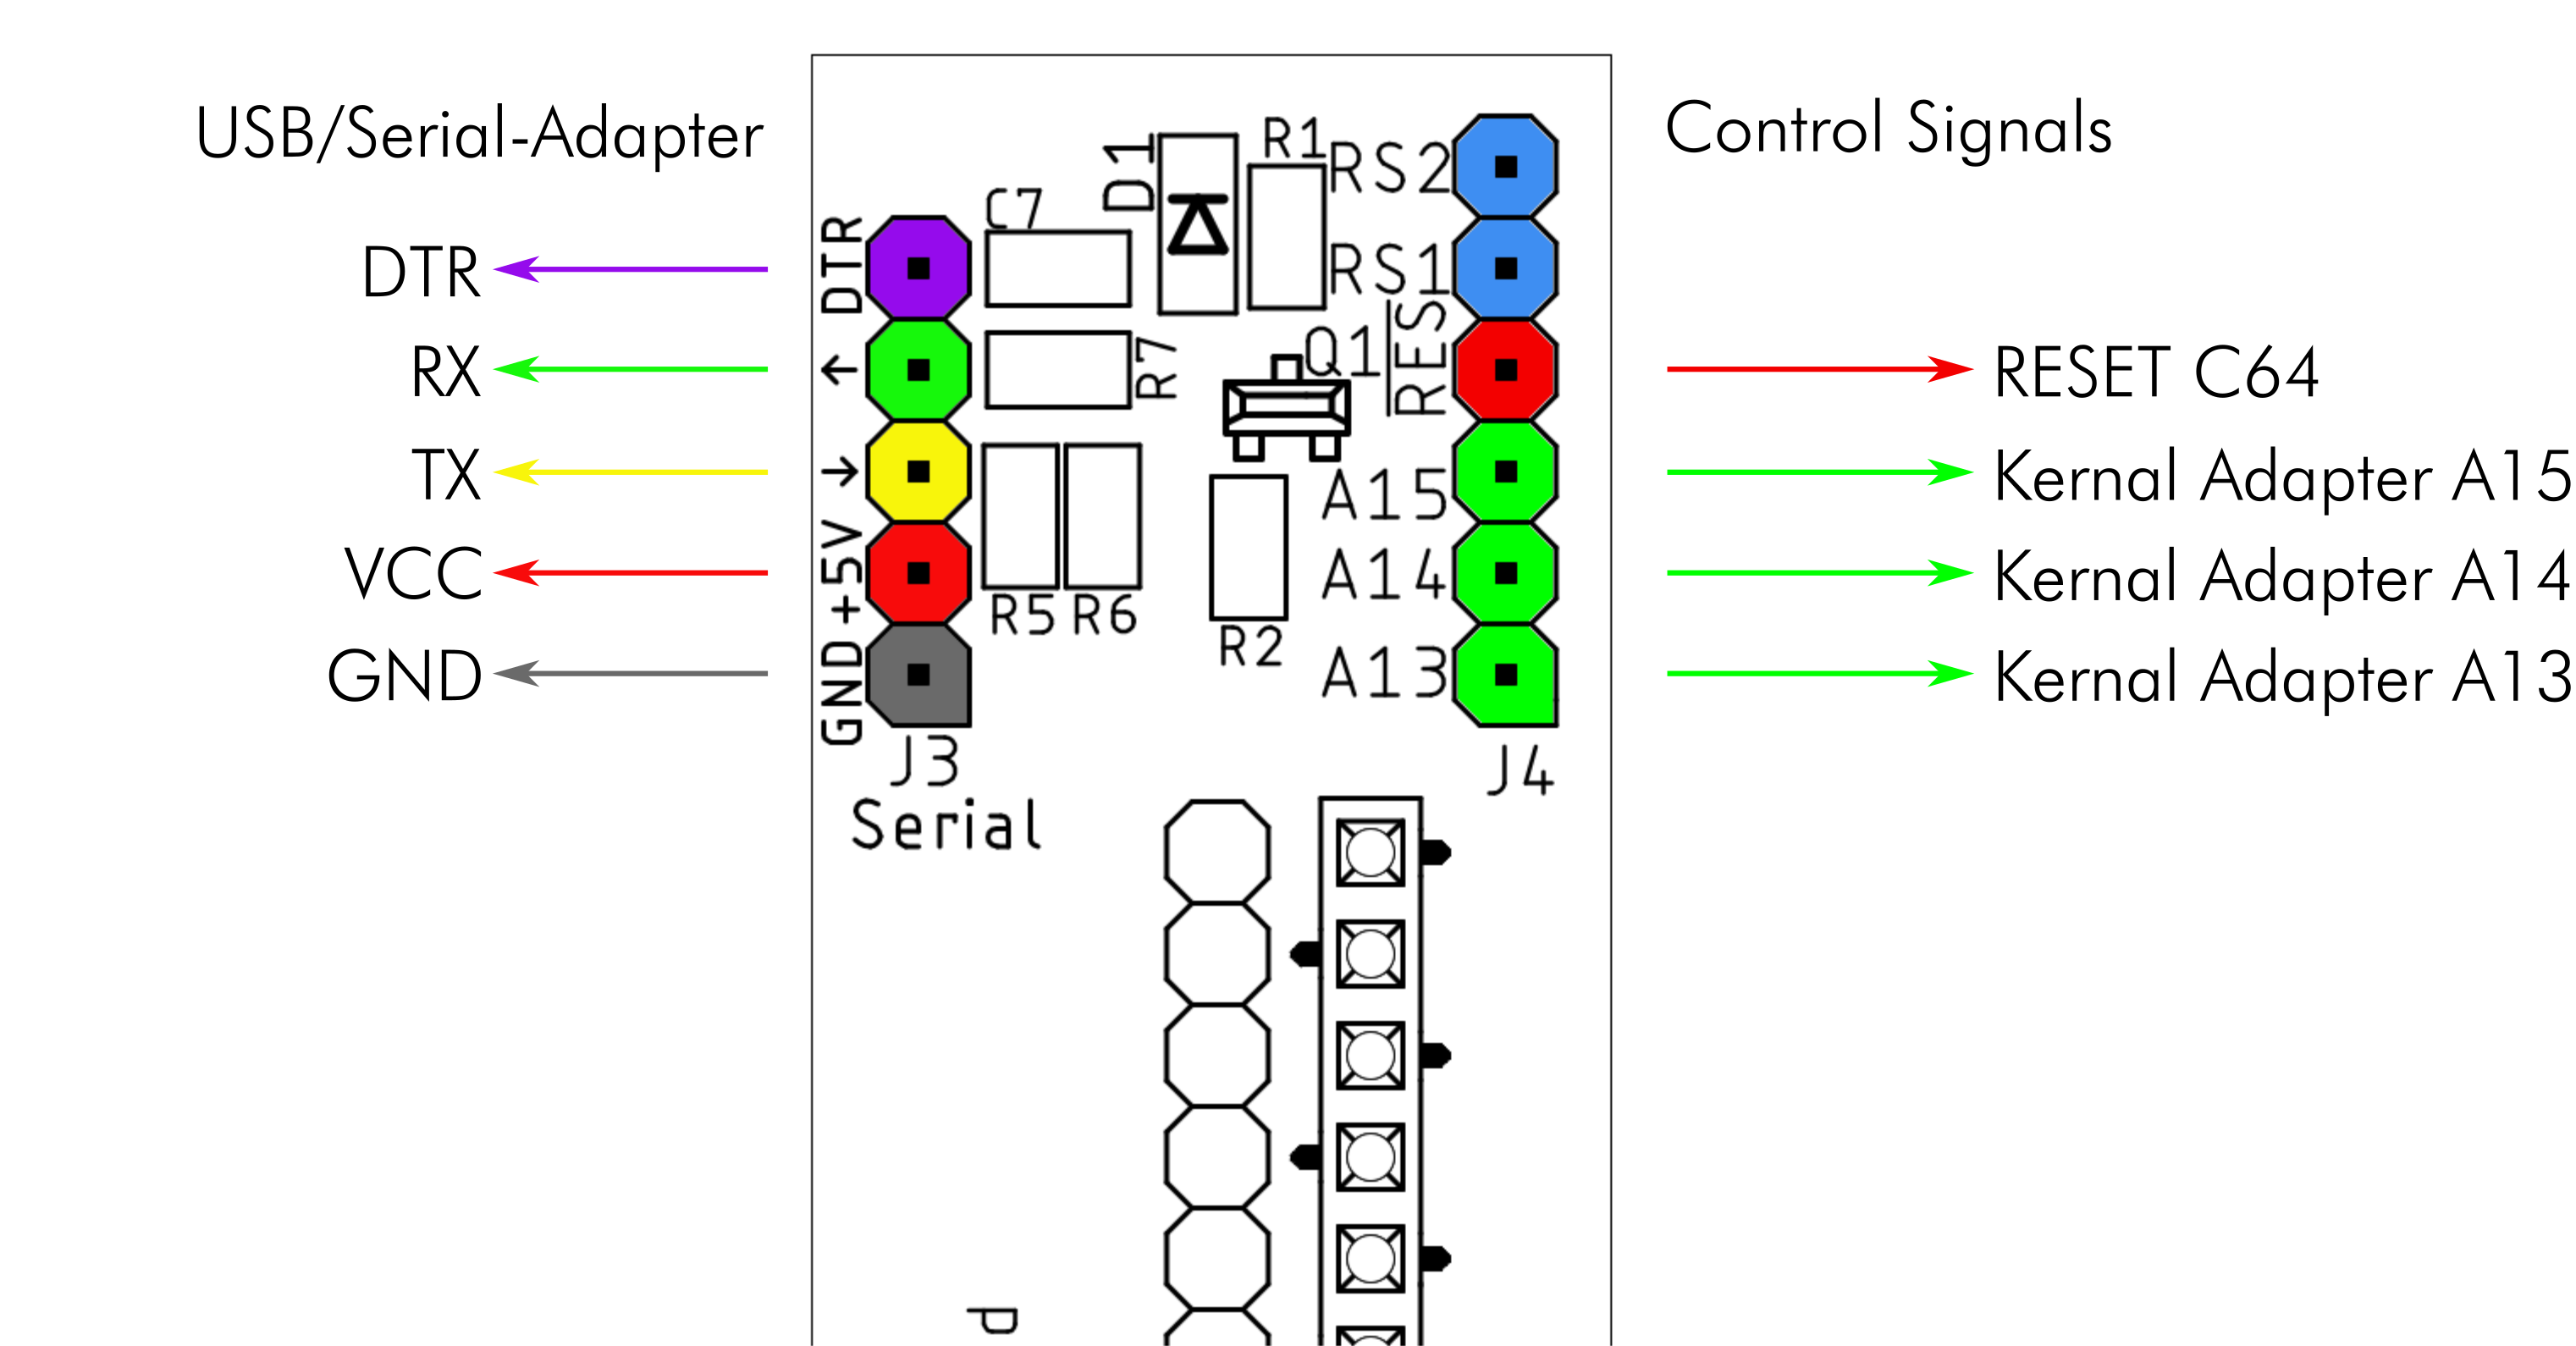 USB/Serial-Adapter
Control Signals
DTR
RX
TX
VCC
GND
DTR
←
→
+5V
GND
J3
Serial
C7
D1
R1
R7
R5
R6
Q1
R2
RS2
RS1
RES
A15
A14
A13
J4
RESET C64
Kernal Adapter A15
Kernal Adapter A14
Kernal Adapter A13